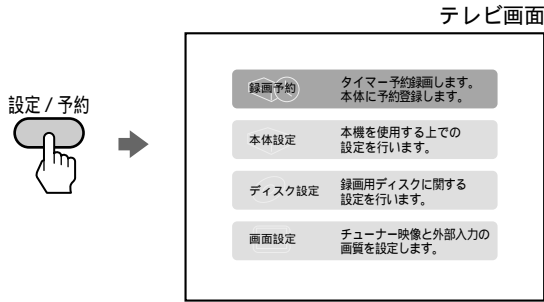 テレビ画面
設定 / 予約
録画予約
タイマー予約録画します。
本体に予約登録します。
本体設定
本機を使用する上での
設定を行います。
ディスク設定
録画用ディスクに関する
設定を行います。
画面設定
チューナー映像と外部入力の
画質を設定します。